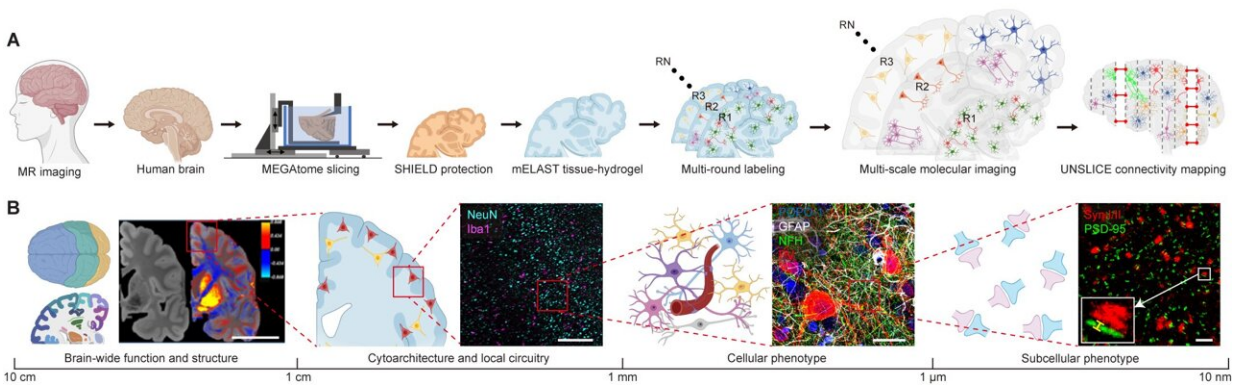 A
MR imaging
Human brain
MEGAtome slicing
SHIELD protection
mELAST tissue-hydrogel
RN
R3
R2
R1
Multi-round labeling
RN
R3
R2
R1
Multi-scale molecular imaging
UNSLICE connectivity mapping
B
NeuN
Iba1
GFAP
NFH
PSD-95
Brain-wide function and structure
Cytoarchitecture and local circuitry
Cellular phenotype
Subcellular phenotype
10 cm
1 cm
1 mm
1 μm
10 nm